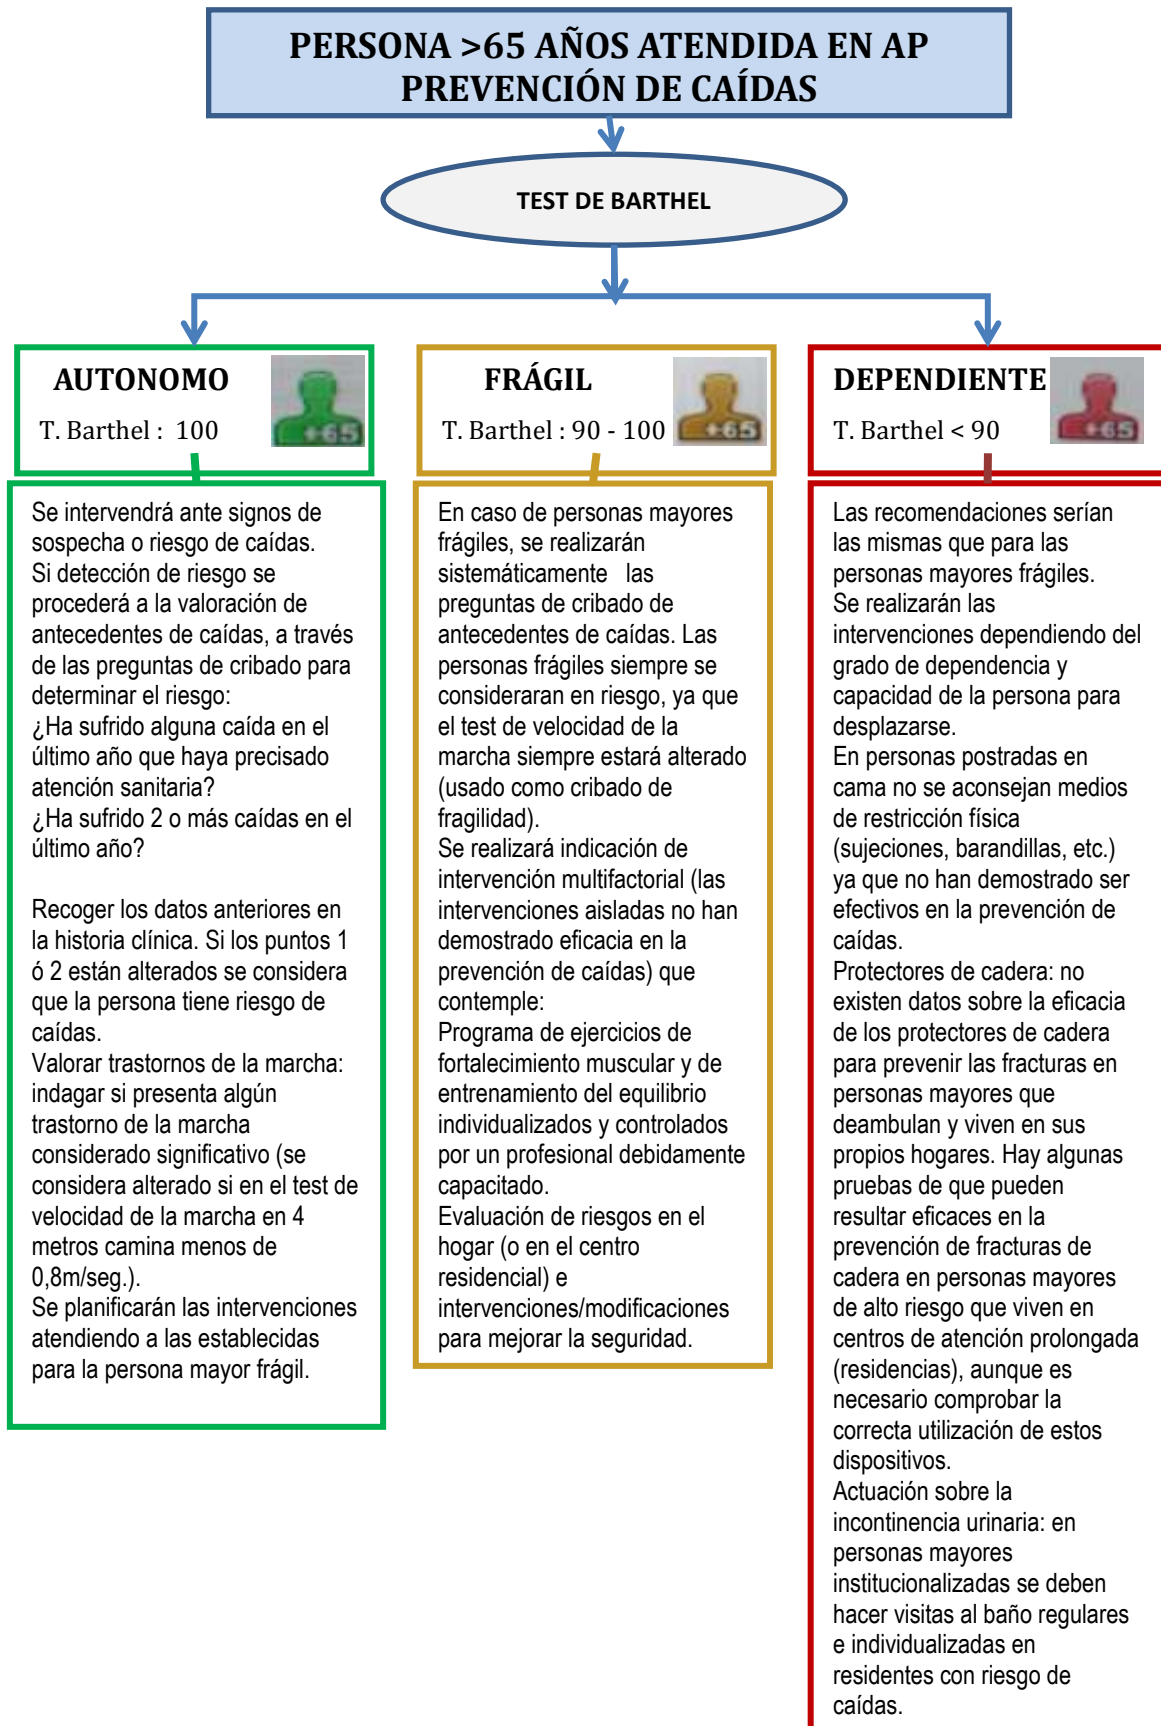 PERSONA >65 AÑOS ATENDIDA EN AP
PREVENCIÓN DE CAÍDAS
TEST DE BARTHEL
AUTONOMO
T. Barthel : 100
+65
Se intervendrá ante signos de
sospecha o riesgo de caídas.
Si detección de riesgo se
procederá a la valoración de
antecedentes de caídas, a través
de las preguntas de cribado para
determinar el riesgo:
¿Ha sufrido alguna caída en el
último año que haya precisado
atención sanitaria?
¿Ha sufrido 2 o más caídas en el
último año?
Recoger los datos anteriores en
la historia clínica. Si los puntos 1
ó 2 están alterados se considera
que la persona tiene riesgo de
caídas.
Valorar trastornos de la marcha:
indagar si presenta algún
trastorno de la marcha
considerado significativo (se
considera alterado si en el test de
velocidad de la marcha en 4
metros camina menos de
0,8m/seg.).
Se planificarán las intervenciones
atendiendo a las establecidas
para la persona mayor frágil.
FRÁGIL
T. Barthel : 90 - 100
+65
En caso de personas mayores
frágiles, se realizarán
sistemáticamente las
preguntas de cribado de
antecedentes de caídas. Las
personas frágiles siempre se
consideraran en riesgo, ya que
el test de velocidad de la
marcha siempre estará alterado
(usado como cribado de
fragilidad).
Se realizará indicación de
intervención multifactorial (las
intervenciones aisladas no han
demostrado eficacia en la
prevención de caídas) que
contemple:
Programa de ejercicios de
fortalecimiento muscular y de
entrenamiento del equilibrio
individualizados y controlados
por un profesional debidamente
capacitado.
Evaluación de riesgos en el
hogar (o en el centro
residencial) e
intervenciones/modificaciones
para mejorar la seguridad.
DEPENDIENTE
T. Barthel < 90
+65
Las recomendaciones serían
las mismas que para las
personas mayores frágiles.
Se realizarán las
intervenciones dependiendo del
grado de dependencia y
capacidad de la persona para
desplazarse.
En personas postradas en
cama no se aconsejan medios
de restricción física
(sujeciones, barandillas, etc.)
ya que no han demostrado ser
efectivos en la prevención de
caídas.
Protectores de cadera: no
existen datos sobre la eficacia
de los protectores de cadera
para prevenir las fracturas en
personas mayores que
deambulan y viven en sus
propios hogares. Hay algunas
pruebas de que pueden
resultar eficaces en la
prevención de fracturas de
cadera en personas mayores
de alto riesgo que viven en
centros de atención prolongada
(residencias), aunque es
necesario comprobar la
correcta utilización de estos
dispositivos.
Actuación sobre la
incontinencia urinaria: en
personas mayores
institucionalizadas se deben
hacer visitas al baño regulares
e individualizadas en
residentes con riesgo de
caídas.